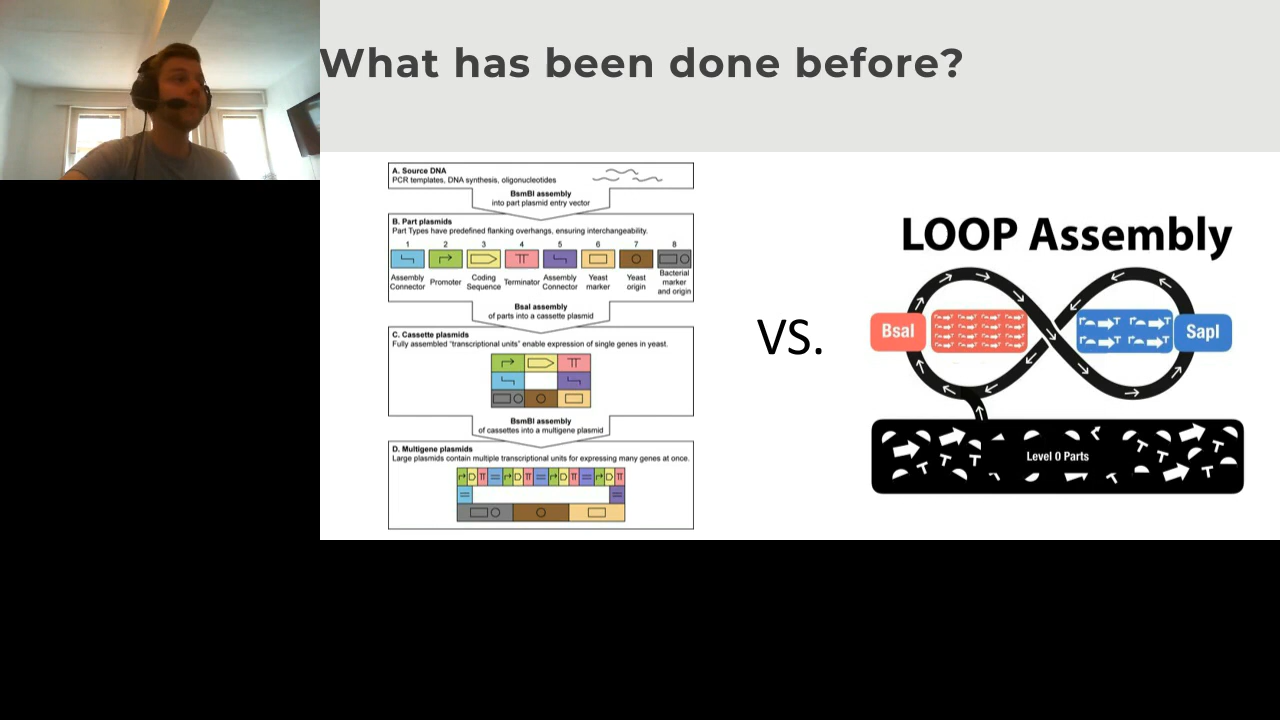 What has been done before?
A. Source DNA
PCR templates, DNA synthesis, oligonucleotides
BsmBI assembly
into part plasmid entry vector
B. Part plasmids
Part Types have predefined flanking overhangs, ensuring interchangeability.
1 2 3 4 5 6 7 8
Assembly Connector
Promoter
Coding Sequence
Terminator
Assembly Connector
Yeast marker
Yeast origin
Bacterial marker and origin
BsaI assembly
of parts into a cassette plasmid
C. Cassette plasmids
Fully assembled "transcriptional units" enable expression of single genes in yeast.
BsmBI assembly
of cassettes into a multigene plasmid
D. Multigene plasmids
Large plasmids contain multiple transcriptional units for expressing many genes at once.
VS.
LOOP Assembly
BsaI
SapI
Level 0 Parts